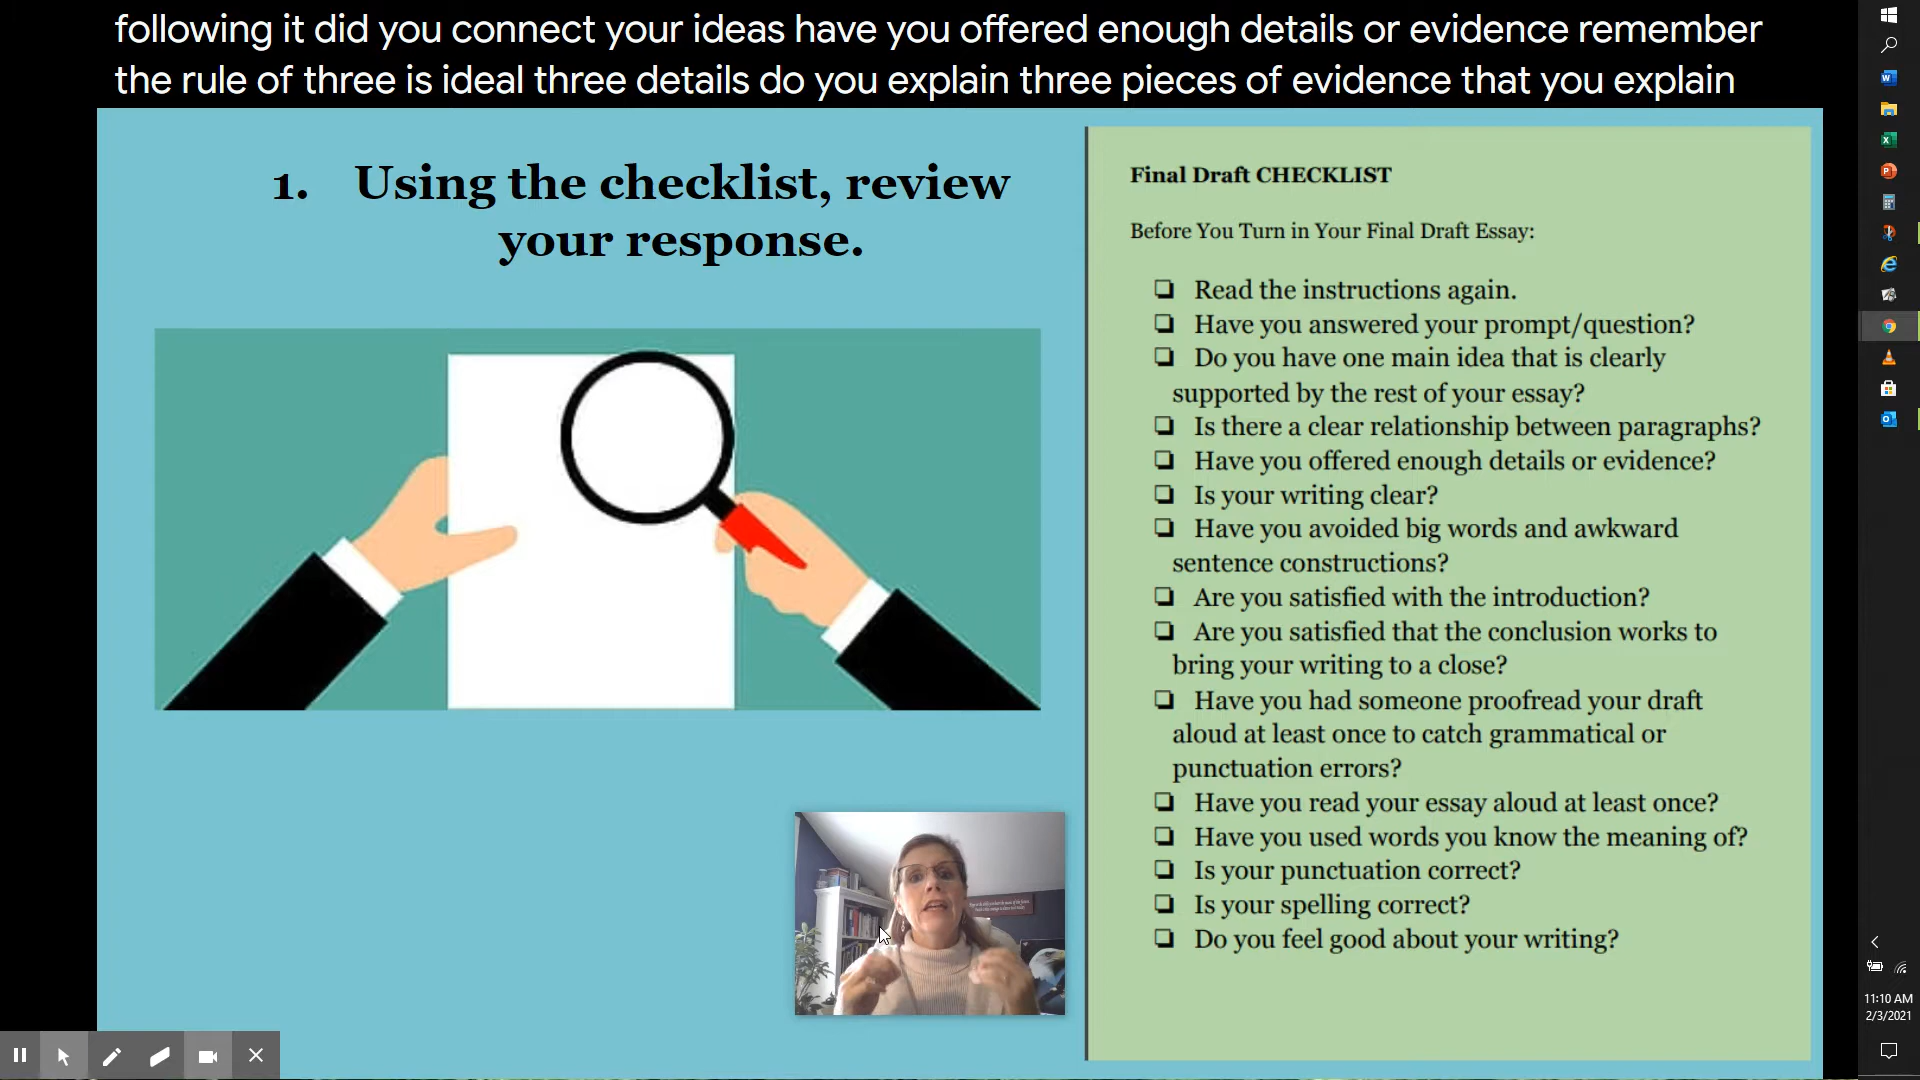 following it did you connect your ideas have you offered enough details or evidence remember
the rule of three is ideal three details do you explain three pieces of evidence that you explain
1. Using the checklist, review
your response.
Final Draft CHECKLIST
Before You Turn in Your Final Draft Essay:
❏ Read the instructions again.
❏ Have you answered your prompt/question?
❏ Do you have one main idea that is clearly
supported by the rest of your essay?
❏ Is there a clear relationship between paragraphs?
❏ Have you offered enough details or evidence?
❏ Is your writing clear?
❏ Have you avoided big words and awkward
sentence constructions?
❏ Are you satisfied with the introduction?
❏ Are you satisfied that the conclusion works to
bring your writing to a close?
❏ Have you had someone proofread your draft
aloud at least once to catch grammatical or
punctuation errors?
❏ Have you read your essay aloud at least once?
❏ Have you used words you know the meaning of?
❏ Is your punctuation correct?
❏ Is your spelling correct?
❏ Do you feel good about your writing?
11:10 AM
2/3/2021